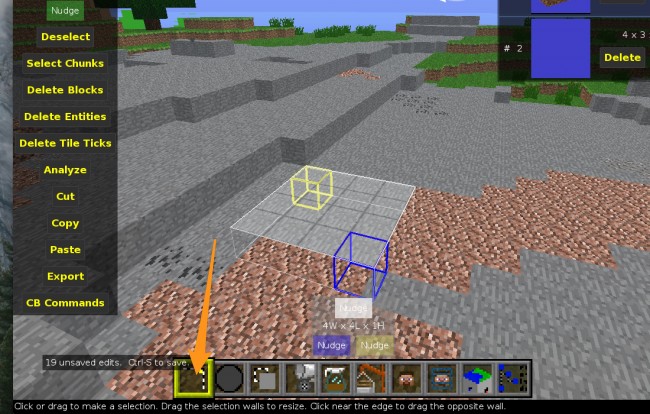 Nudge
Deselect
Select Chunks
Delete Blocks
Delete Entities
Delete Tile Ticks
Analyze
Cut
Copy
Paste
Export
CB Commands
# 2
4 x 3
Delete
Nudge
4W x 4L x 1H
Nudge Nudge
19 unsaved edits. Ctrl-S to save.
Click or drag to make a selection. Drag the selection walls to resize. Click near the edge to drag the opposite wall.